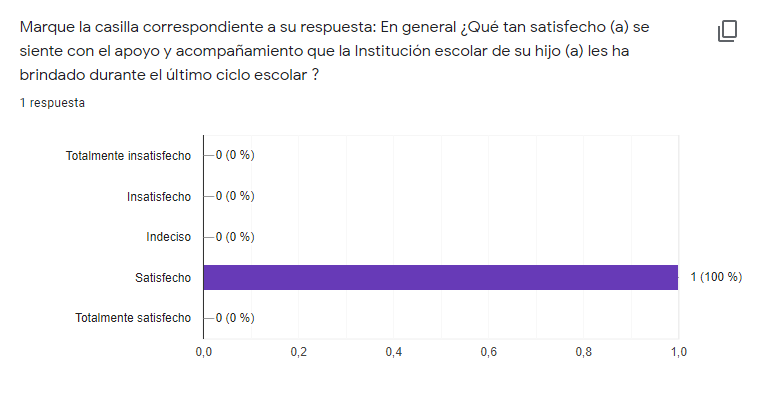 Marque la casilla correspondiente a su respuesta: En general ¿Qué tan satisfecho (a) se
siente con el apoyo y acompañamiento que la Institución escolar de su hijo (a) les ha
brindado durante el último ciclo escolar ?
1 respuesta
Totalmente insatisfecho 0 (0 %)
Insatisfecho 0 (0 %)
Indeciso 0 (0 %)
Satisfecho 1 (100 %)
Totalmente satisfecho 0 (0 %)
0,0 0,2 0,4 0,6 0,8 1,0